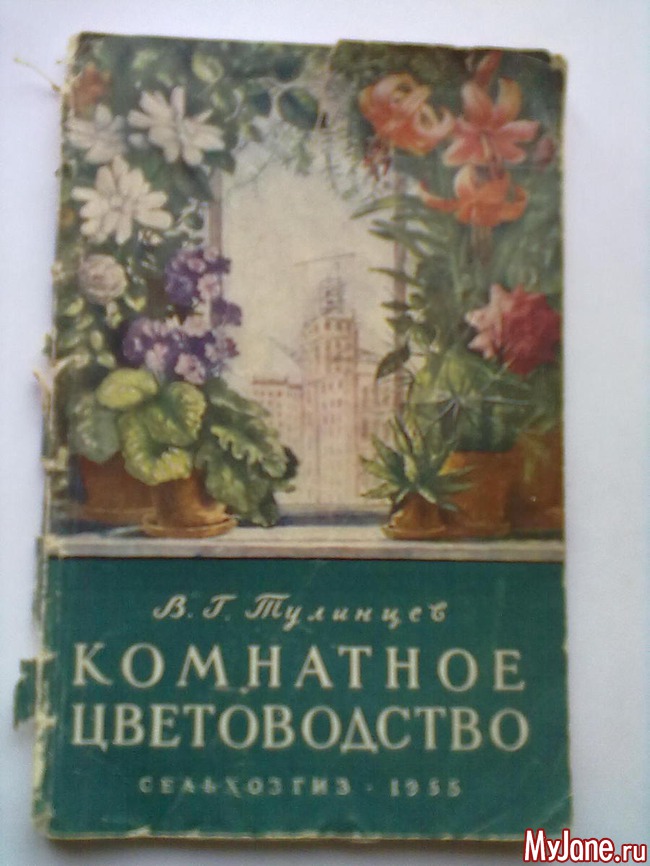 В. Г. Тулинцев
КОМНАТНОЕ
ЦВЕТОВОДСТВО
СЕЛЬХОЗГИЗ · 1955
MyJane.ru